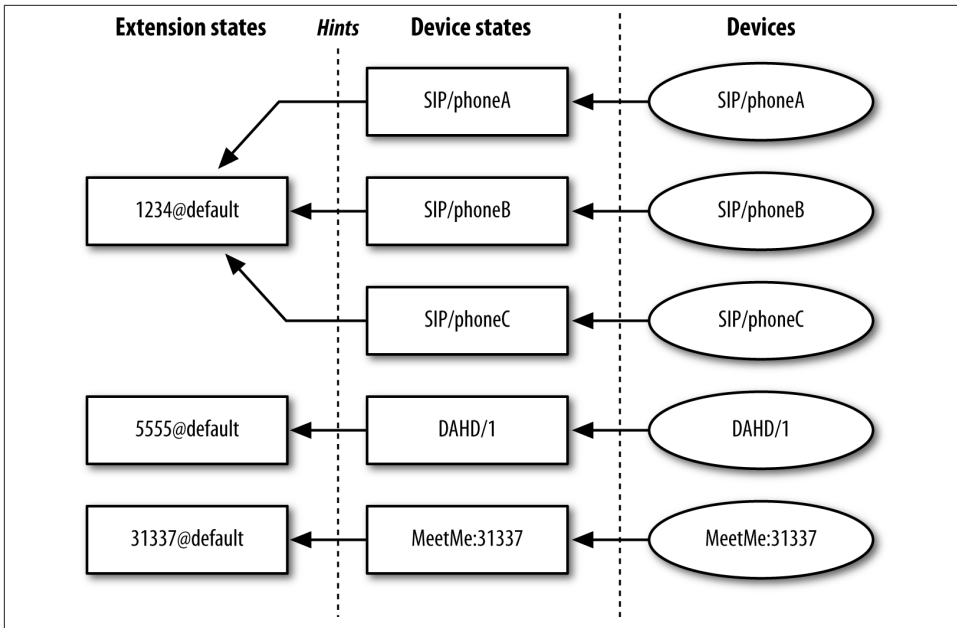 Extension states
Hints
Device states
Devices
SIP/phoneA
SIP/phoneA
1234@default
SIP/phoneB
SIP/phoneB
SIP/phoneC
SIP/phoneC
5555@default
DAHD/1
DAHD/1
31337@default
MeetMe:31337
MeetMe:31337